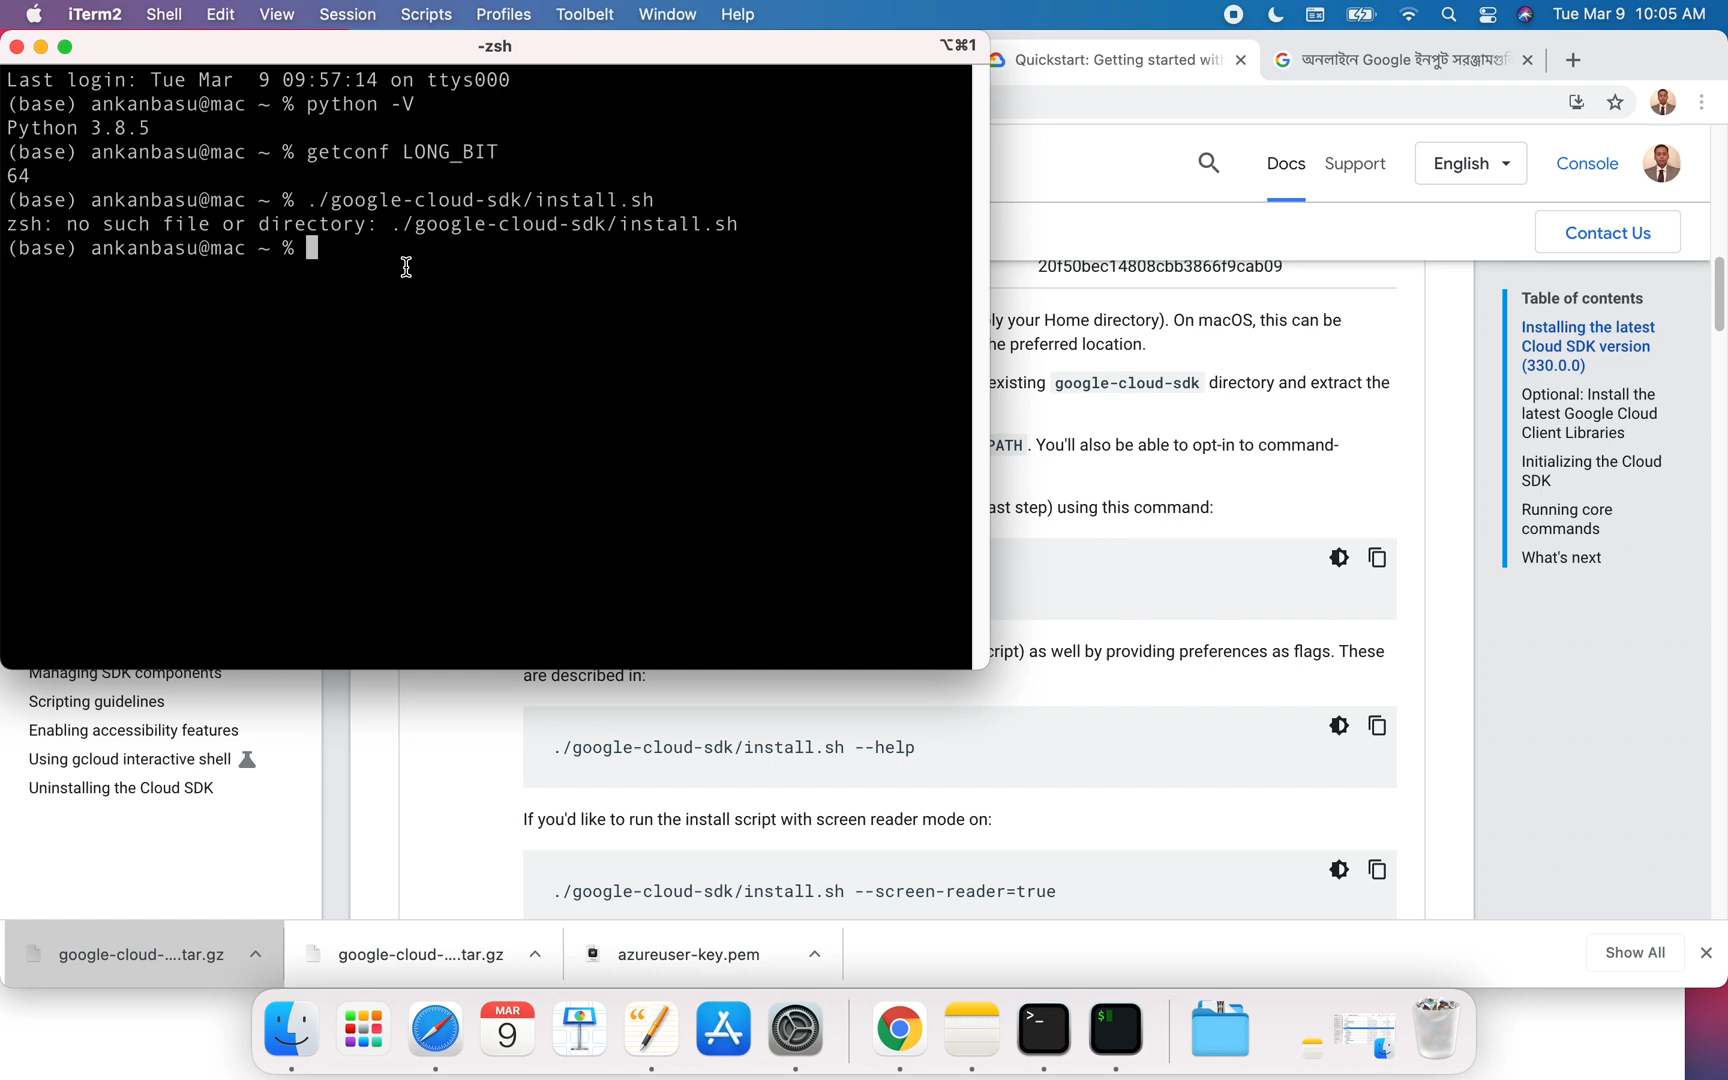 iTerm2 Shell Edit View Session Scripts Profiles Toolbelt Window Help
Tue Mar 9 10:05 AM
-zsh
⌥⌘1
Last login: Tue Mar  9 09:57:14 on ttys000
(base) ankanbasu@mac ~ % python -V
Python 3.8.5
(base) ankanbasu@mac ~ % getconf LONG_BIT
64
(base) ankanbasu@mac ~ % ./google-cloud-sdk/install.sh
zsh: no such file or directory: ./google-cloud-sdk/install.sh
(base) ankanbasu@mac ~ %
Quickstart: Getting started with
অনলাইনে Google ইনপুট সরঞ্জামগুলি
Docs Support English Console
Contact Us
20f50bec14808cbb3866f9cab09
ly your Home directory). On macOS, this can be
he preferred location.
existing google-cloud-sdk directory and extract the
PATH . You'll also be able to opt-in to command-
ast step) using this command:
cript) as well by providing preferences as flags. These
are described in:
./google-cloud-sdk/install.sh --help
If you'd like to run the install script with screen reader mode on:
./google-cloud-sdk/install.sh --screen-reader=true
Table of contents
Installing the latest
Cloud SDK version
(330.0.0)
Optional: Install the
latest Google Cloud
Client Libraries
Initializing the Cloud
SDK
Running core
commands
What's next
Managing SDK components
Scripting guidelines
Enabling accessibility features
Using gcloud interactive shell
Uninstalling the Cloud SDK
google-cloud-....tar.gz
google-cloud-....tar.gz
azureuser-key.pem
Show All
MAR
9